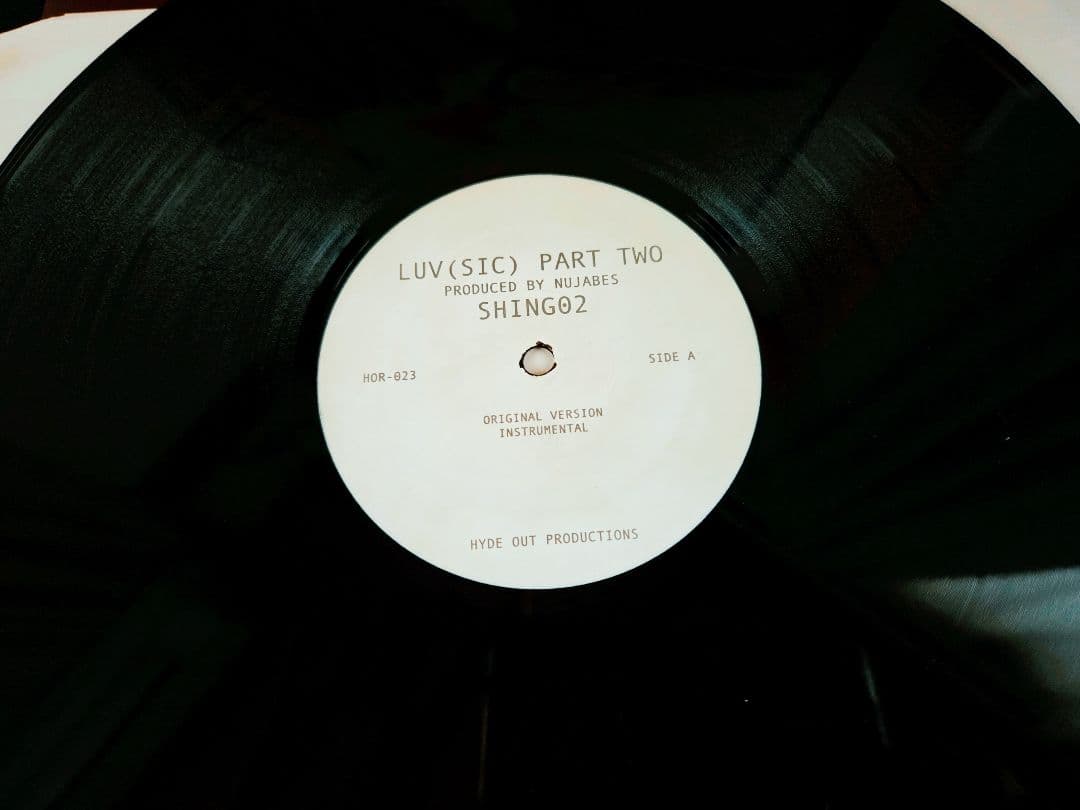 LUV(SIC) PART TWO
PRODUCED BY NUJABES
SHING02
HOR-023
SIDE A
ORIGINAL VERSION
INSTRUMENTAL
HYDE OUT PRODUCTIONS